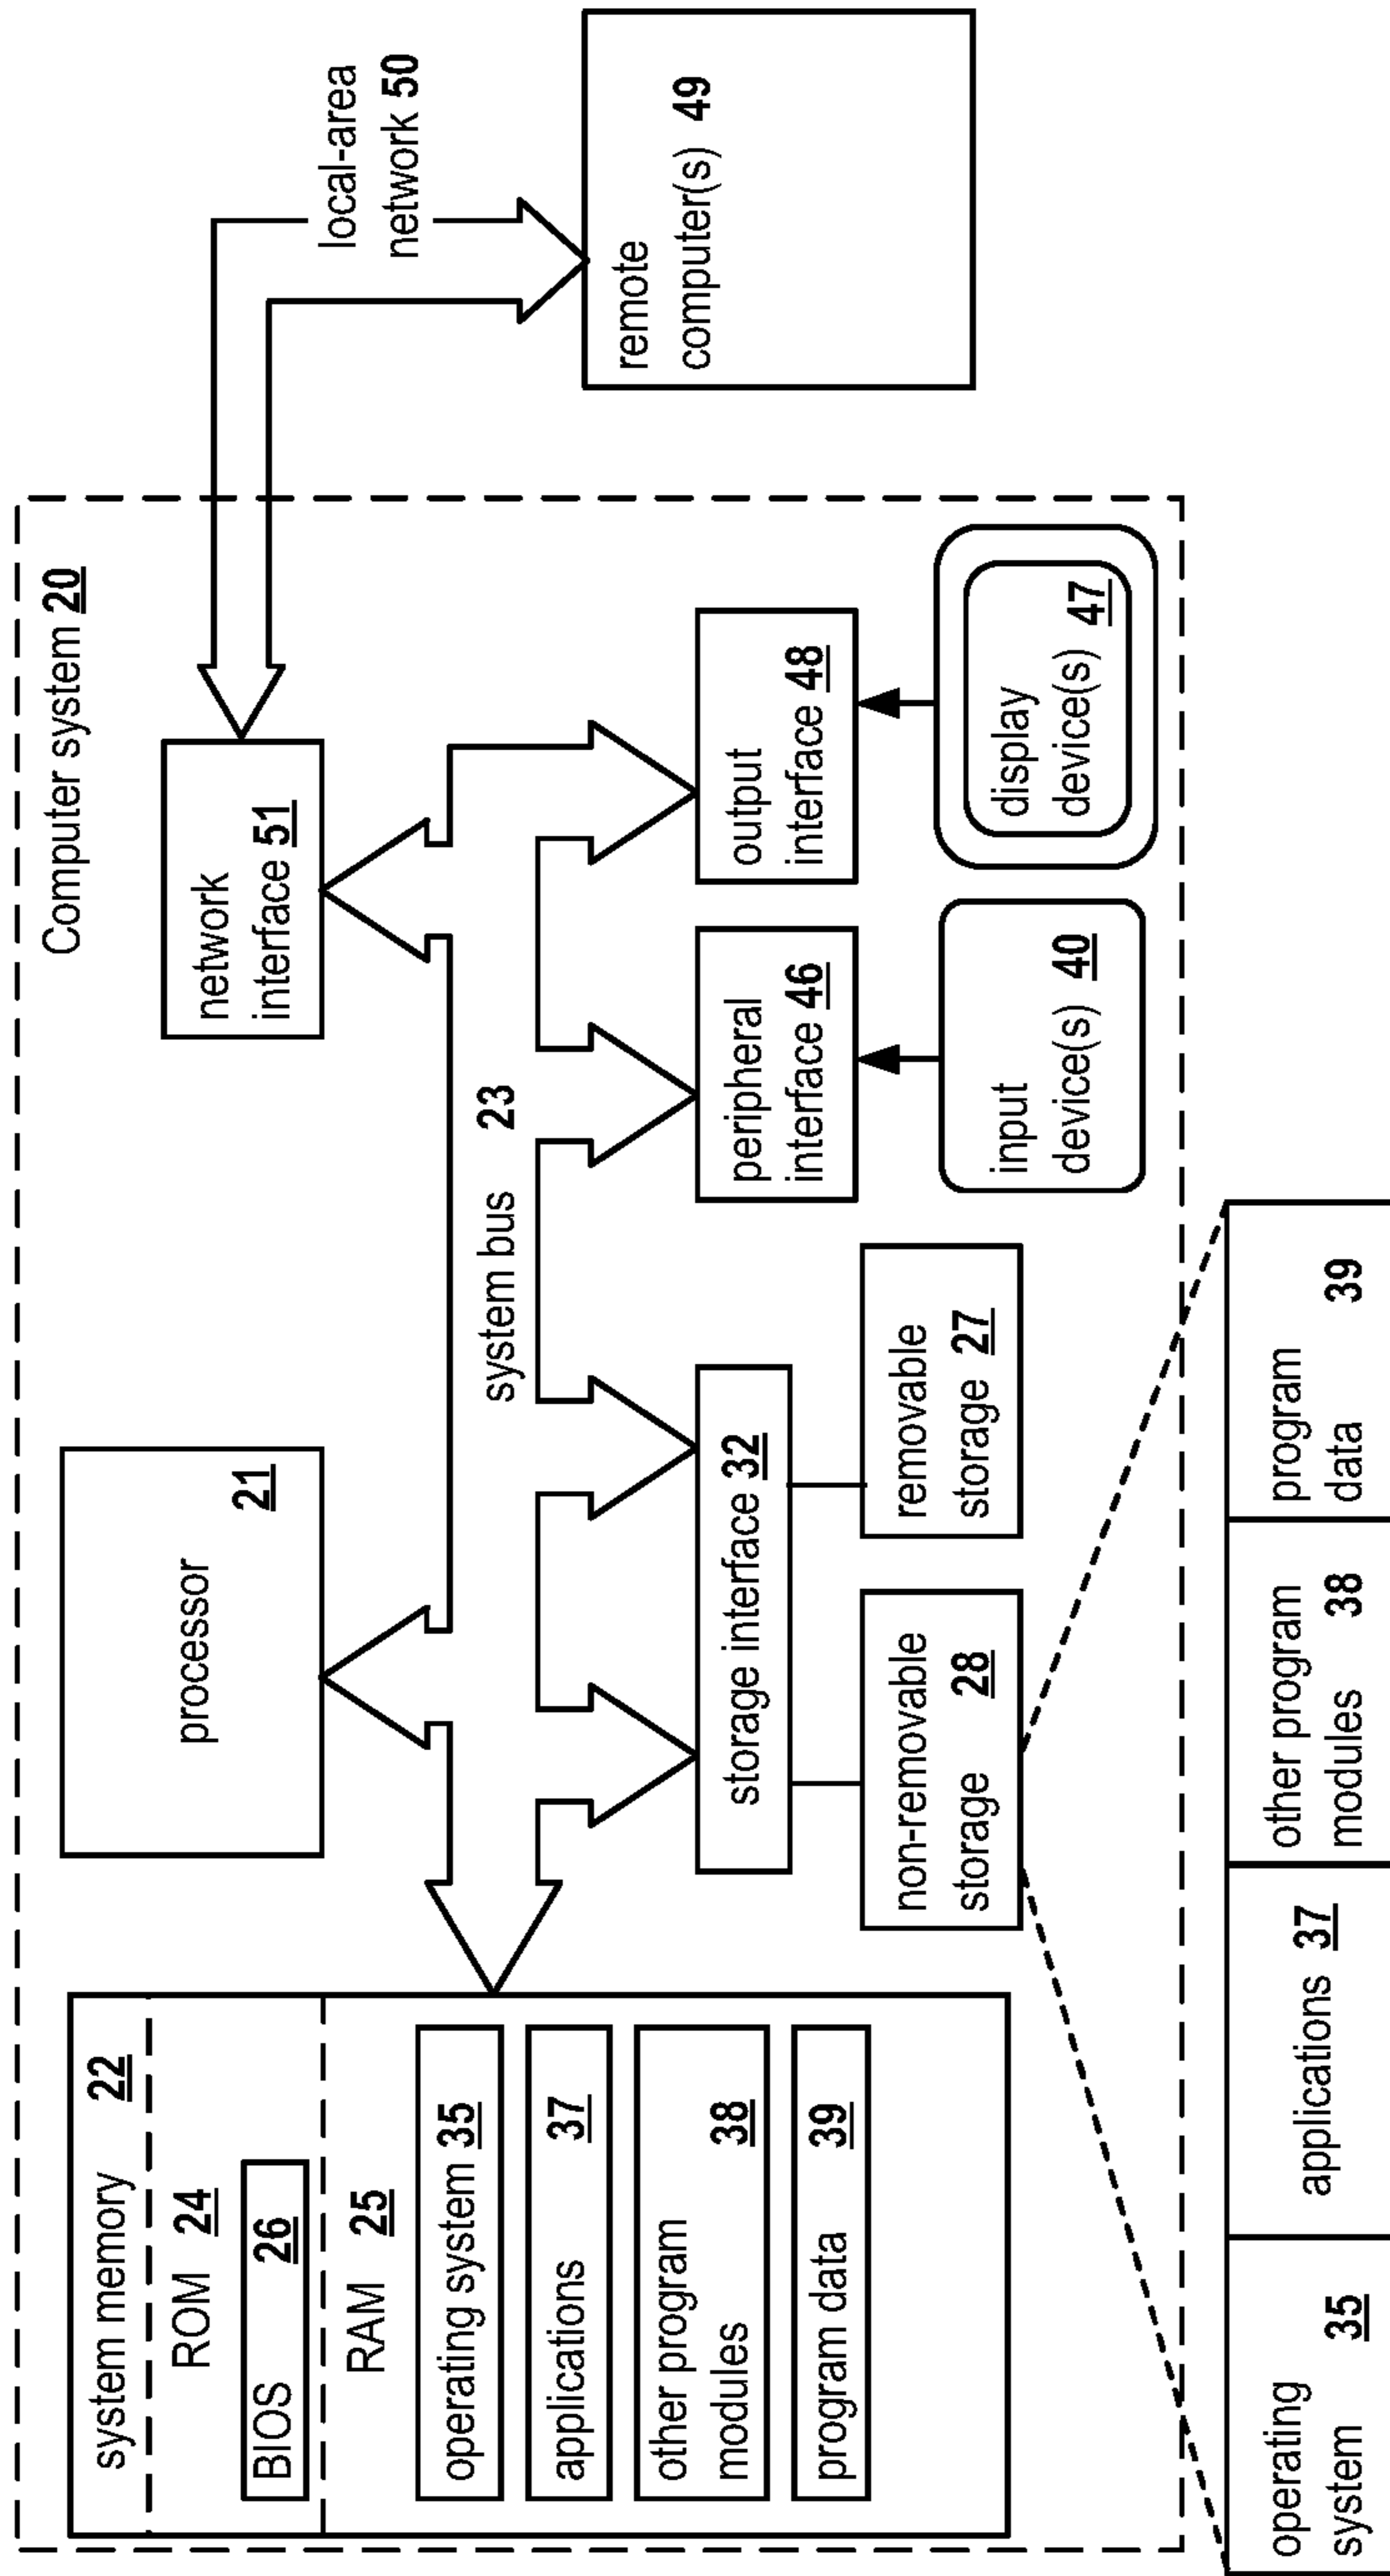 Computer system 20
system memory 22
ROM 24
BIOS 26
RAM 25
operating system 35
applications 37
other program
modules 38
program data 39
processor
21
network
interface 51
system bus 23
storage interface 32
non-removable
storage 28
removable
storage 27
peripheral
interface 46
output
interface 48
input
device(s) 40
display
device(s) 47
local-area
network 50
remote
computer(s) 49
operating
system 35
applications 37
other program
modules 38
program
data 39